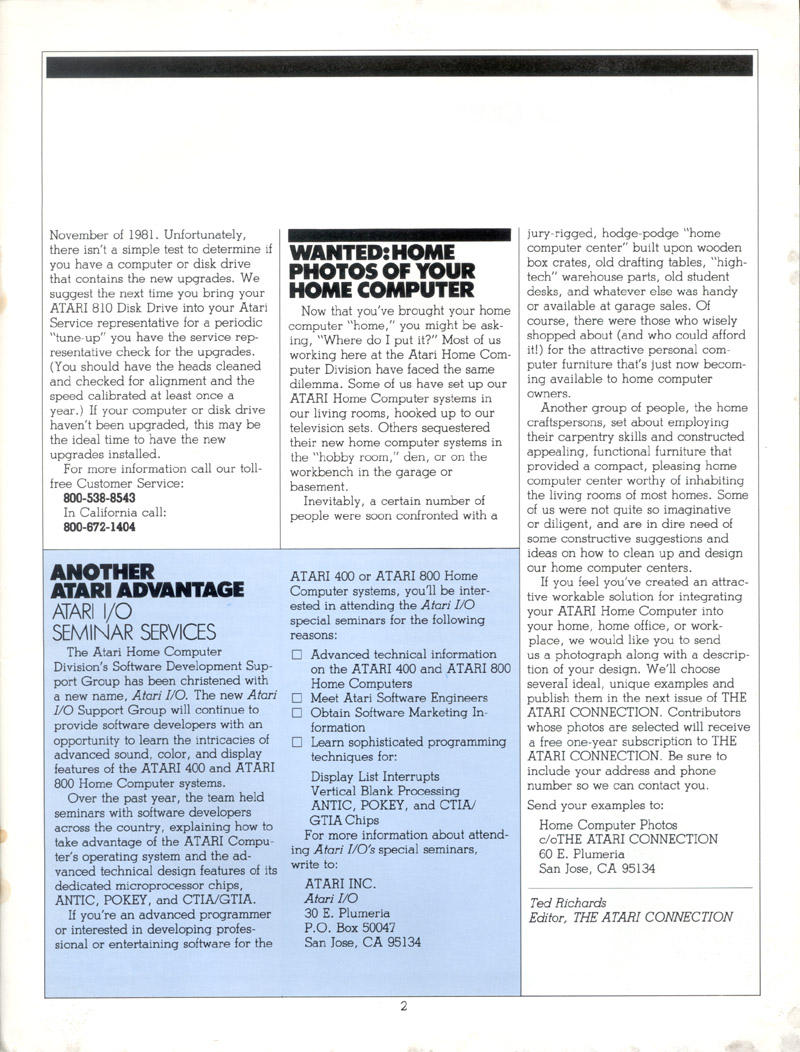 November of 1981. Unfortunately,
there isn't a simple test to determine if
you have a computer or disk drive
that contains the new upgrades. We
suggest the next time you bring your
ATARI 810 Disk Drive into your Atari
Service representative for a periodic
"tune-up" you have the service rep-
resentative check for the upgrades.
(You should have the heads cleaned
and checked for alignment and the
speed calibrated at least once a
year.) If your computer or disk drive
haven't been upgraded, this may be
the ideal time to have the new
upgrades installed.
For more information call our toll-
free Customer Service:
800-538-8543
In California call:
800-672-1404
WANTED: HOME
PHOTOS OF YOUR
HOME COMPUTER
Now that you've brought your home
computer "home," you might be ask-
ing, "Where do I put it?" Most of us
working here at the Atari Home Com-
puter Division have faced the same
dilemma. Some of us have set up our
ATARI Home Computer systems in
our living rooms, hooked up to our
television sets. Others sequestered
their new home computer systems in
the "hobby room," den, or on the
workbench in the garage or
basement.
Inevitably, a certain number of
people were soon confronted with a
jury-rigged, hodge-podge "home
computer center" built upon wooden
box crates, old drafting tables, "high-
tech" warehouse parts, old student
desks, and whatever else was handy
or available at garage sales. Of
course, there were those who wisely
shopped about (and who could afford
it!) for the attractive personal com-
puter furniture that's just now becom-
ing available to home computer
owners.
Another group of people, the home
craftspersons, set about employing
their carpentry skills and constructed
appealing, functional furniture that
provided a compact, pleasing home
computer center worthy of inhabiting
the living rooms of most homes. Some
of us were not quite so imaginative
or diligent, and are in dire need of
some constructive suggestions and
ideas on how to clean up and design
our home computer centers.
If you feel you've created an attrac-
tive workable solution for integrating
your ATARI Home Computer into
your home, home office, or work-
place, we would like you to send
us a photograph along with a descrip-
tion of your design. We'll choose
several ideal, unique examples and
publish them in the next issue of THE
ATARI CONNECTION. Contributors
whose photos are selected will receive
a free one-year subscription to THE
ATARI CONNECTION. Be sure to
include your address and phone
number so we can contact you.
Send your examples to:
Home Computer Photos
c/oTHE ATARI CONNECTION
60 E. Plumeria
San Jose, CA 95134
Ted Richards
Editor, THE ATARI CONNECTION
ANOTHER
ATARI ADVANTAGE
ATARI I/O
SEMINAR SERVICES
The Atari Home Computer
Division's Software Development Sup-
port Group has been christened with
a new name, Atari I/O. The new Atari
I/O Support Group will continue to
provide software developers with an
opportunity to learn the intricacies of
advanced sound, color, and display
features of the ATARI 400 and ATARI
800 Home Computer systems.
Over the past year, the team held
seminars with software developers
across the country, explaining how to
take advantage of the ATARI Compu-
ter's operating system and the ad-
vanced technical design features of its
dedicated microprocessor chips,
ANTIC, POKEY, and CTIA/GTIA.
If you're an advanced programmer
or interested in developing profes-
sional or entertaining software for the
ATARI 400 or ATARI 800 Home
Computer systems, you'll be inter-
ested in attending the Atari I/O
special seminars for the following
reasons:
☐ Advanced technical information
on the ATARI 400 and ATARI 800
Home Computers
☐ Meet Atari Software Engineers
☐ Obtain Software Marketing In-
formation
☐ Learn sophisticated programming
techniques for:
Display List Interrupts
Vertical Blank Processing
ANTIC, POKEY, and CTIA/
GTIA Chips
For more information about attend-
ing Atari I/O's special seminars,
write to:
ATARI INC.
Atari I/O
30 E. Plumeria
P.O. Box 50047
San Jose, CA 95134
2